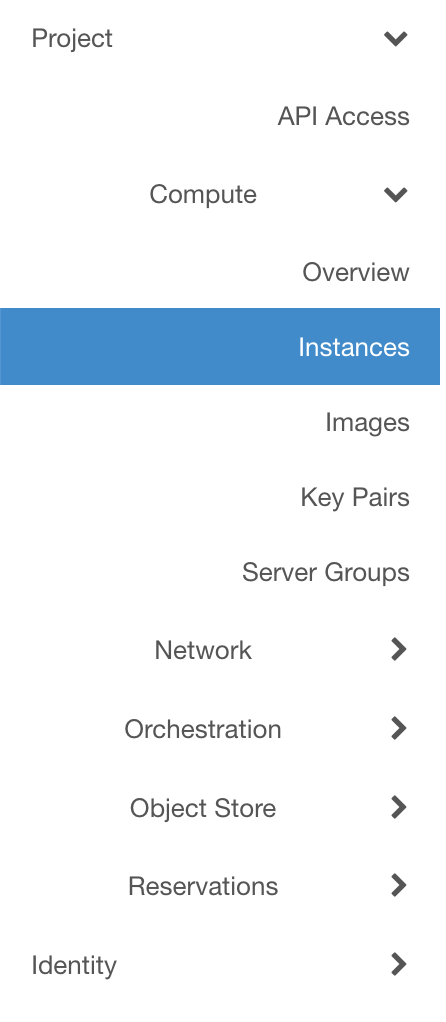 Project
API Access
Compute
Overview
Instances
Images
Key Pairs
Server Groups
Network
Orchestration
Object Store
Reservations
Identity